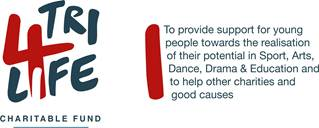 TRI
4
LIFE
CHARITABLE FUND
To provide support for young
people towards the realisation
of their potential in Sport, Arts,
Dance, Drama & Education and
to help other charities and
good causes